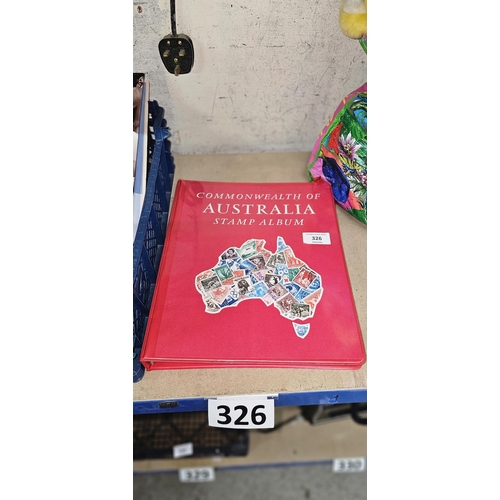 COMMONWEALTH OF
AUSTRALIA
STAMP ALBUM
326
326
329
330